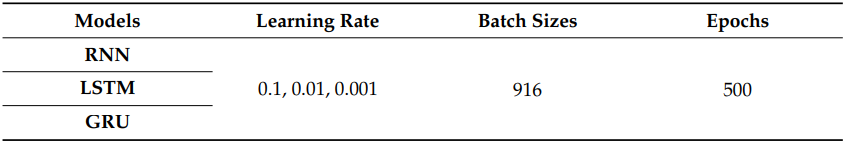 Models Learning Rate Batch Sizes Epochs
RNN
LSTM 0.1, 0.01, 0.001 916 500
GRU